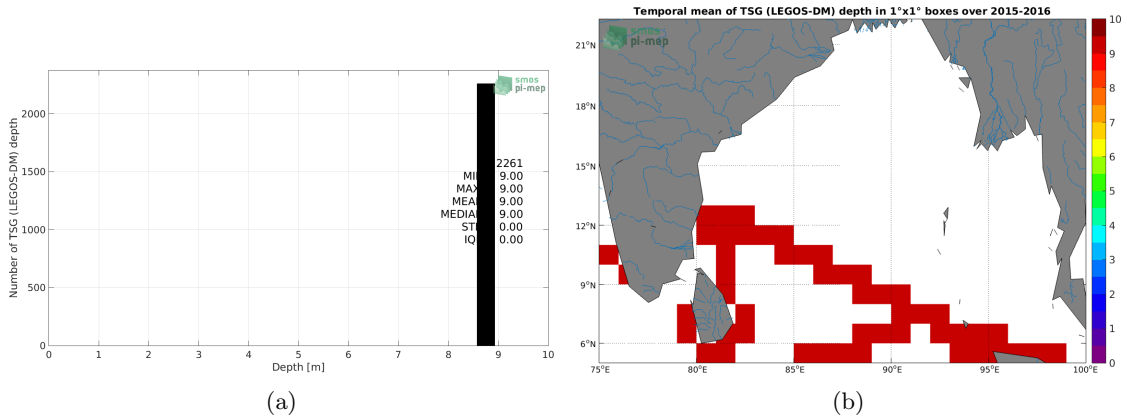 smos
pi-mep
Number of TSG (LEGOS-DM) depth
2000
1500
1000
500
0
2261
MI 9.00
MAX 9.00
MEA 9.00
MEDIA 9.00
ST 0.00
IQ 0.00
0 1 2 3 4 5 6 7 8 9 10
Depth [m]
(a)
Temporal mean of TSG (LEGOS-DM) depth in 1°x1° boxes over 2015-2016
smos
pi-mep
21°N
18°N
15°N
12°N
9°N
6°N
75°E 80°E 85°E 90°E 95°E 100°E
10
9
8
7
6
5
4
3
2
1
0
(b)